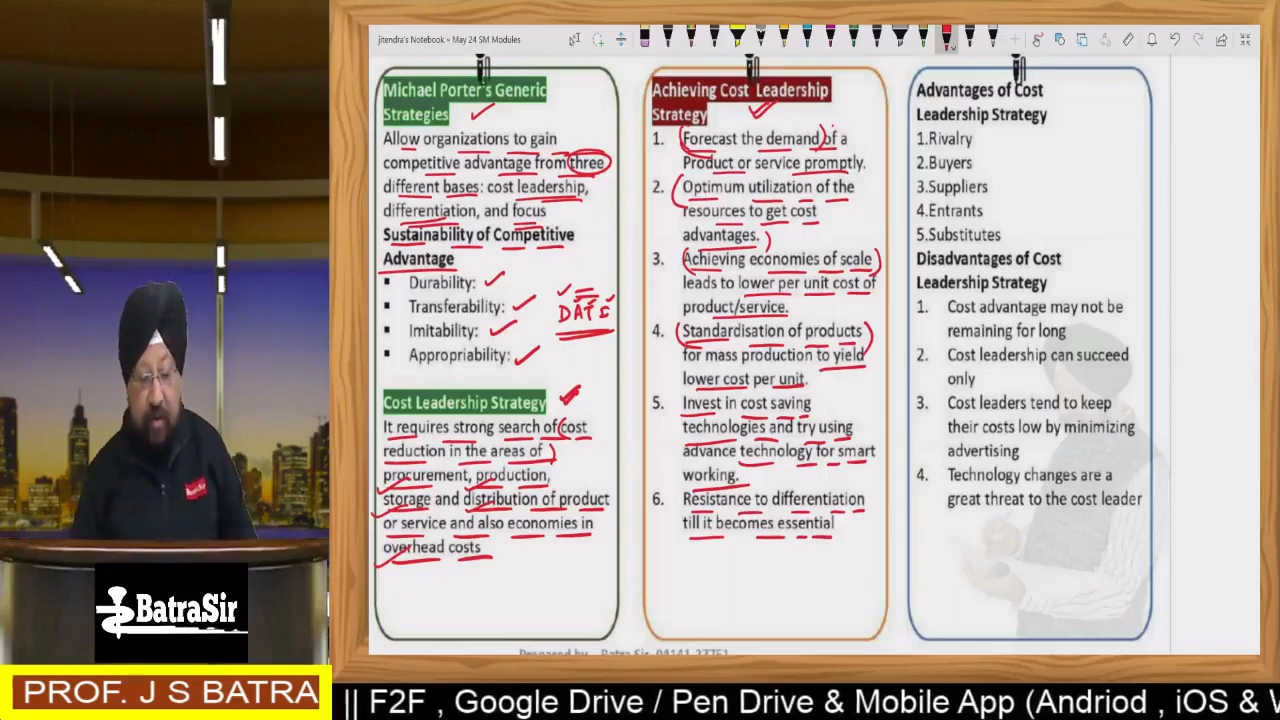 jitendra's Notebook > May 24 SM Modules
Michael Porter's Generic
Strategies
Allow organizations to gain
competitive advantage from three
different bases: cost leadership,
differentiation, and focus
Sustainability of Competitive
Advantage
▪ Durability:
▪ Transferability:
▪ Imitability:
▪ Appropriability:
DATI
Cost Leadership Strategy
It requires strong search of cost
reduction in the areas of
procurement, production,
storage and distribution of product
or service and also economies in
overhead costs
Achieving Cost Leadership
Strategy
1. Forecast the demand of a
Product or service promptly.
2. Optimum utilization of the
resources to get cost
advantages.
3. Achieving economies of scale
leads to lower per unit cost of
product/service.
4. Standardisation of products
for mass production to yield
lower cost per unit.
5. Invest in cost saving
technologies and try using
advance technology for smart
working.
6. Resistance to differentiation
till it becomes essential
Advantages of Cost
Leadership Strategy
1.Rivalry
2.Buyers
3.Suppliers
4.Entrants
5.Substitutes
Disadvantages of Cost
Leadership Strategy
1. Cost advantage may not be
remaining for long
2. Cost leadership can succeed
only
3. Cost leaders tend to keep
their costs low by minimizing
advertising
4. Technology changes are a
great threat to the cost leader
BatraSir
PROF. J S BATRA
|| F2F , Google Drive / Pen Drive & Mobile App (Andriod , iOS &